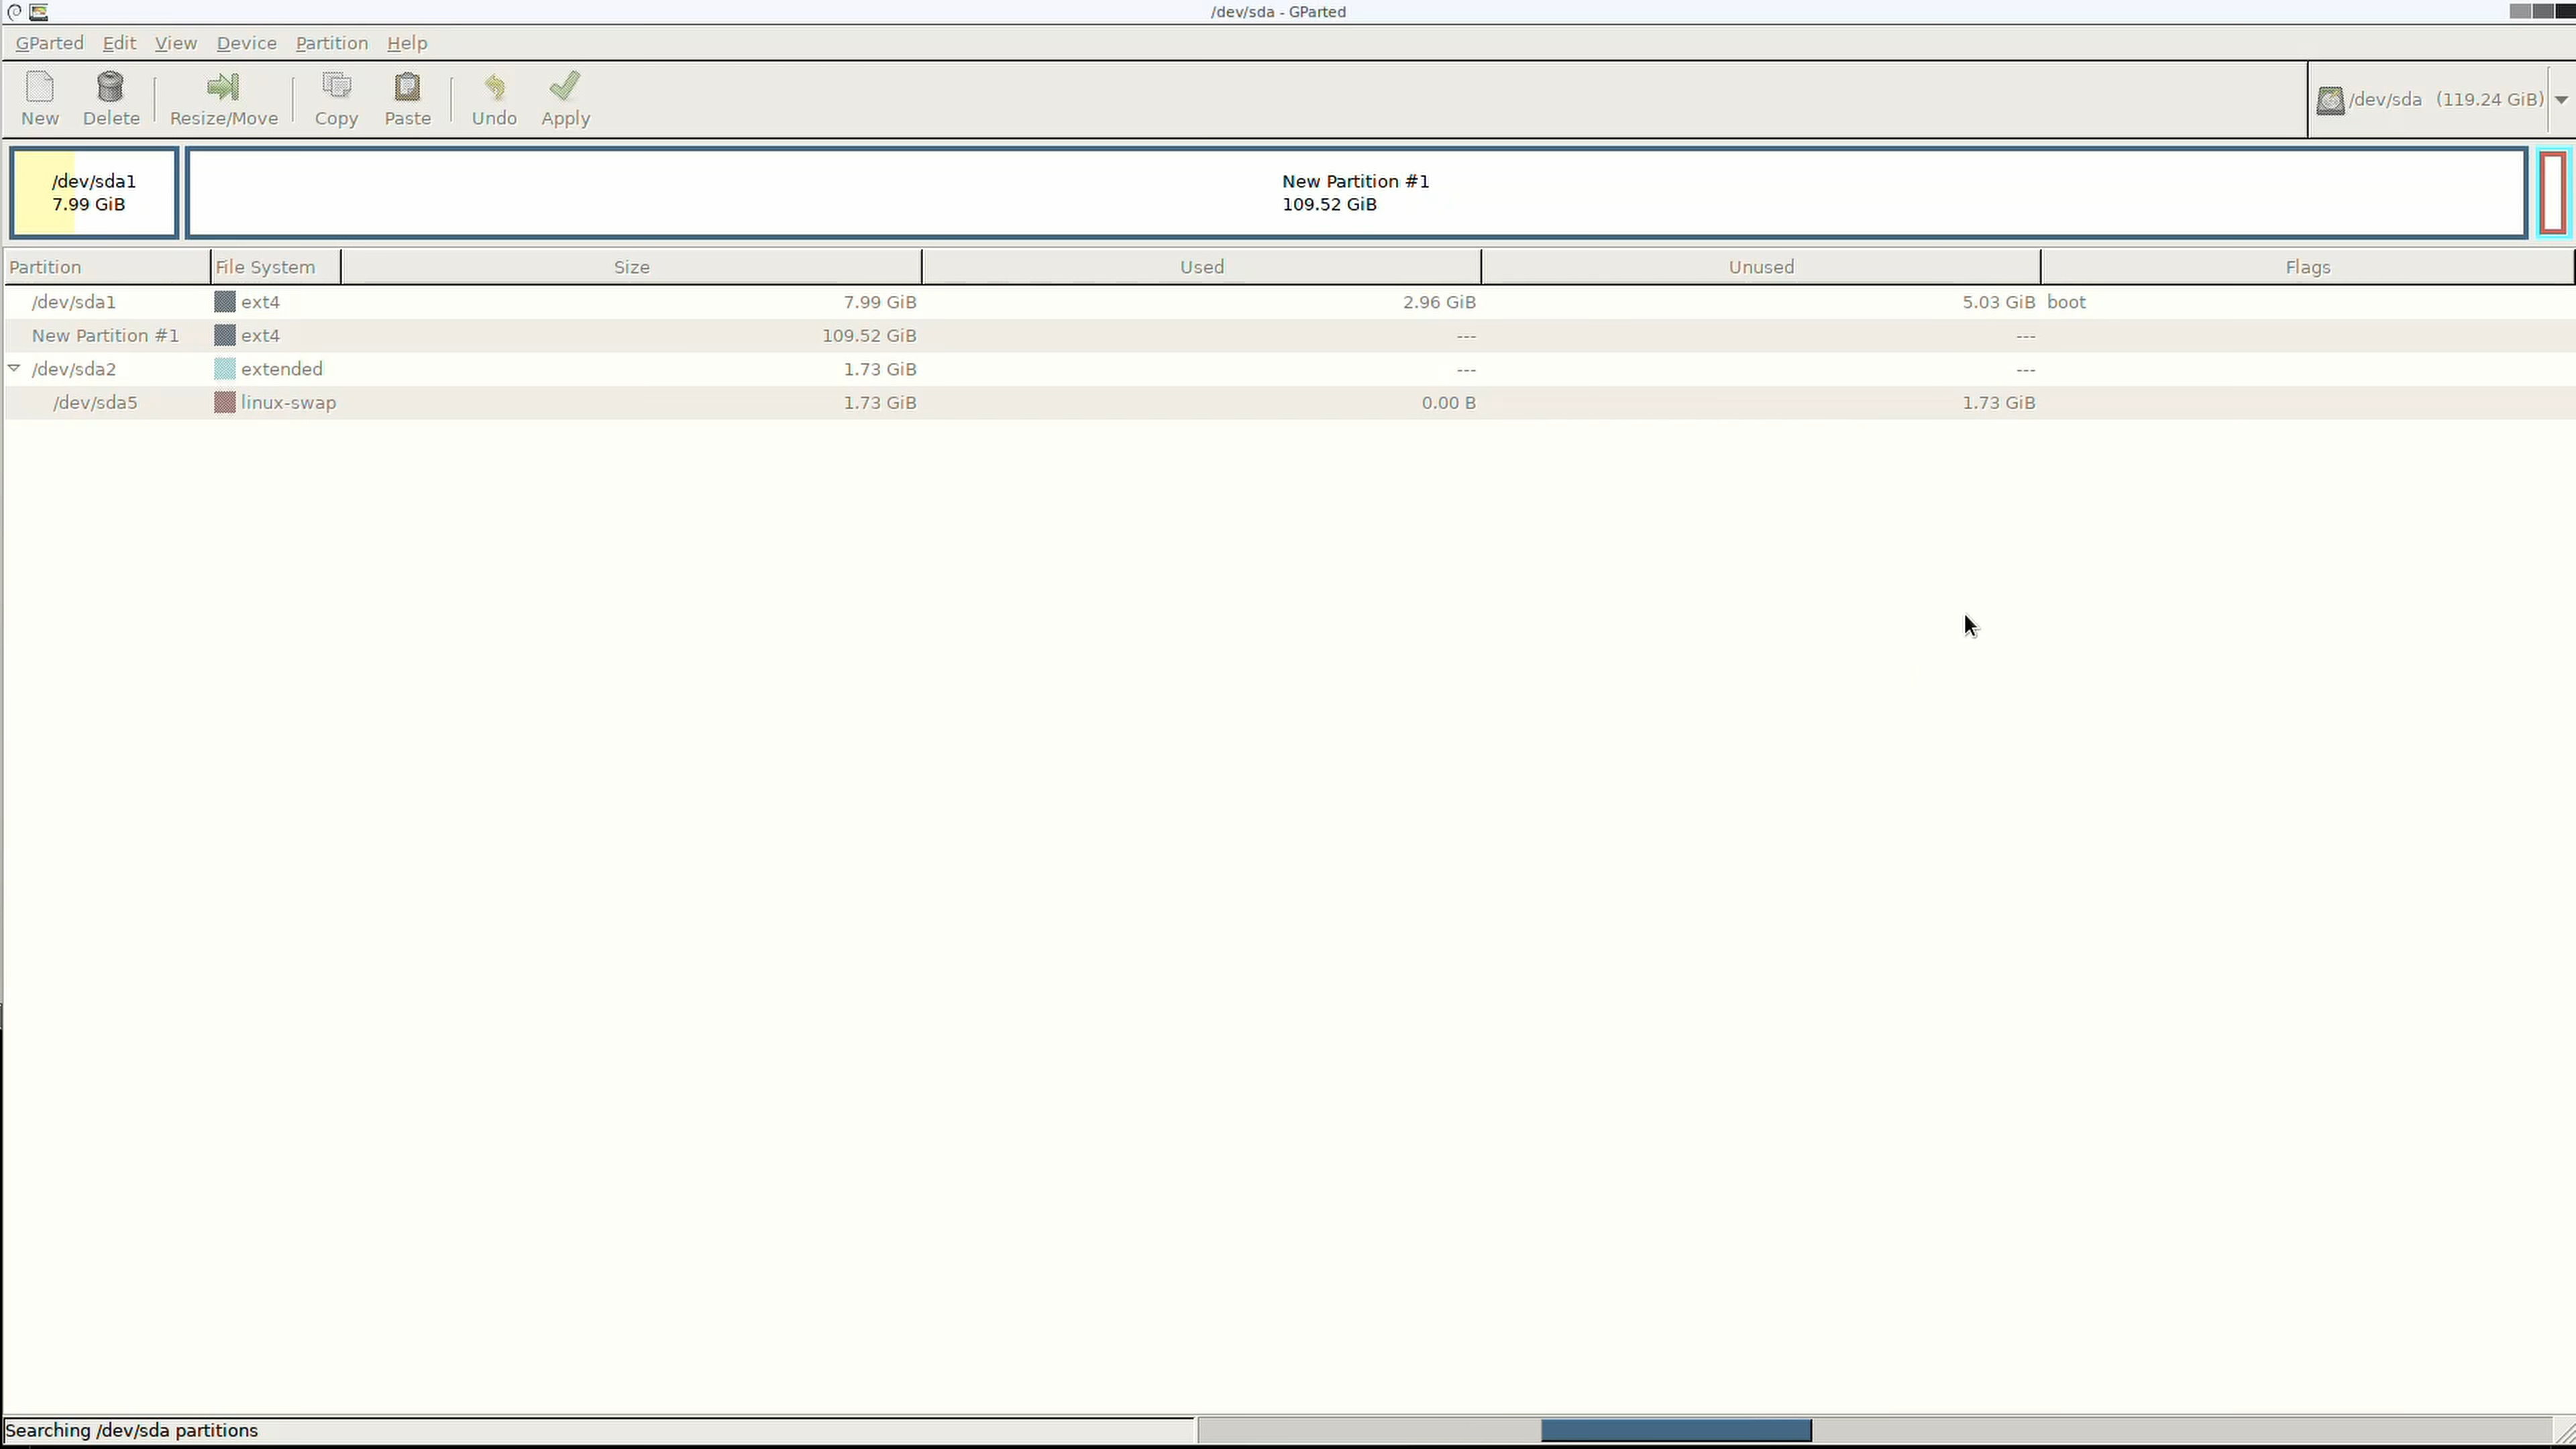 /dev/sda - GParted
GParted Edit View Device Partition Help
New Delete Resize/Move Copy Paste Undo Apply /dev/sda (119.24 GiB)
/dev/sda1
7.99 GiB
New Partition #1
109.52 GiB
Partition File System Size Used Unused Flags
/dev/sda1 ext4 7.99 GiB 2.96 GiB 5.03 GiB boot
New Partition #1 ext4 109.52 GiB --- ---
/dev/sda2 extended 1.73 GiB --- ---
/dev/sda5 linux-swap 1.73 GiB 0.00 B 1.73 GiB
Searching /dev/sda partitions